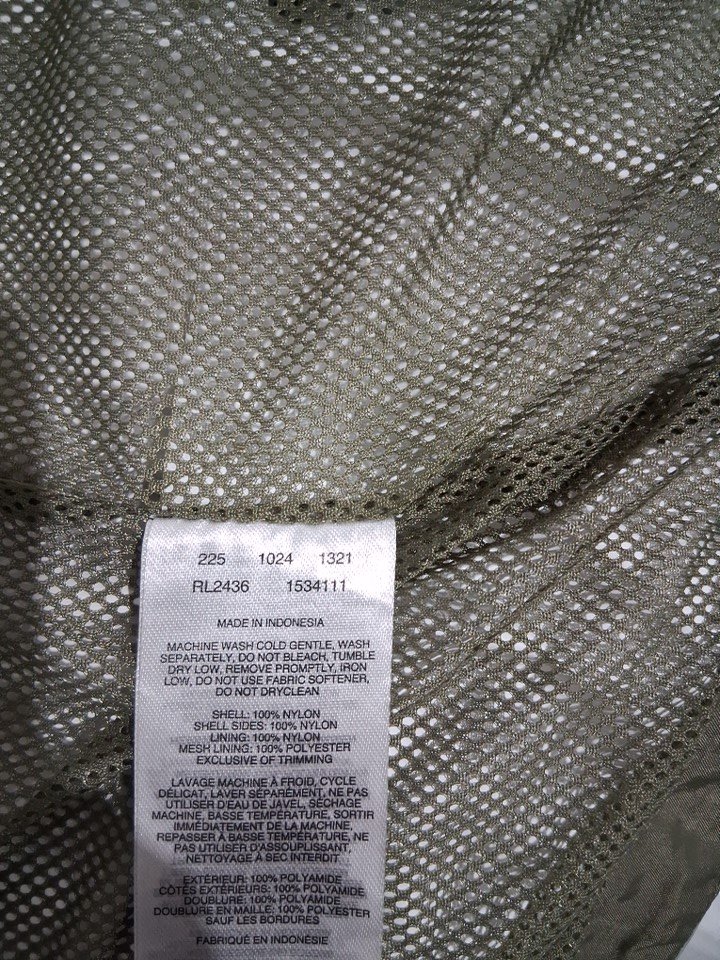 225 1024 1321
RL2436 1534111
MADE IN INDONESIA
MACHINE WASH COLD GENTLE, WASH
SEPARATELY, DO NOT BLEACH, TUMBLE
DRY LOW, REMOVE PROMPTLY, IRON
LOW, DO NOT USE FABRIC SOFTENER,
DO NOT DRYCLEAN
SHELL: 100% NYLON
SHELL SIDES: 100% NYLON
LINING: 100% NYLON
MESH LINING: 100% POLYESTER
EXCLUSIVE OF TRIMMING
LAVAGE MACHINE À FROID, CYCLE
DÉLICAT, LAVER SÉPARÉMENT, NE PAS
UTILISER D'EAU DE JAVEL, SÉCHAGE
MACHINE, BASSE TEMPÉRATURE, SORTIR
IMMÉDIATEMENT DE LA MACHINE,
REPASSER À BASSE TEMPÉRATURE, NE
PAS UTILISER D'ASSOUPLISSANT,
NETTOYAGE À SEC INTERDIT
EXTÉRIEUR: 100% POLYAMIDE
CÔTÉS EXTÉRIEURS: 100% POLYAMIDE
DOUBLURE: 100% POLYAMIDE
DOUBLURE EN MAILLE: 100% POLYESTER
SAUF LES BORDURES
FABRIQUÉ EN INDONÉSIE